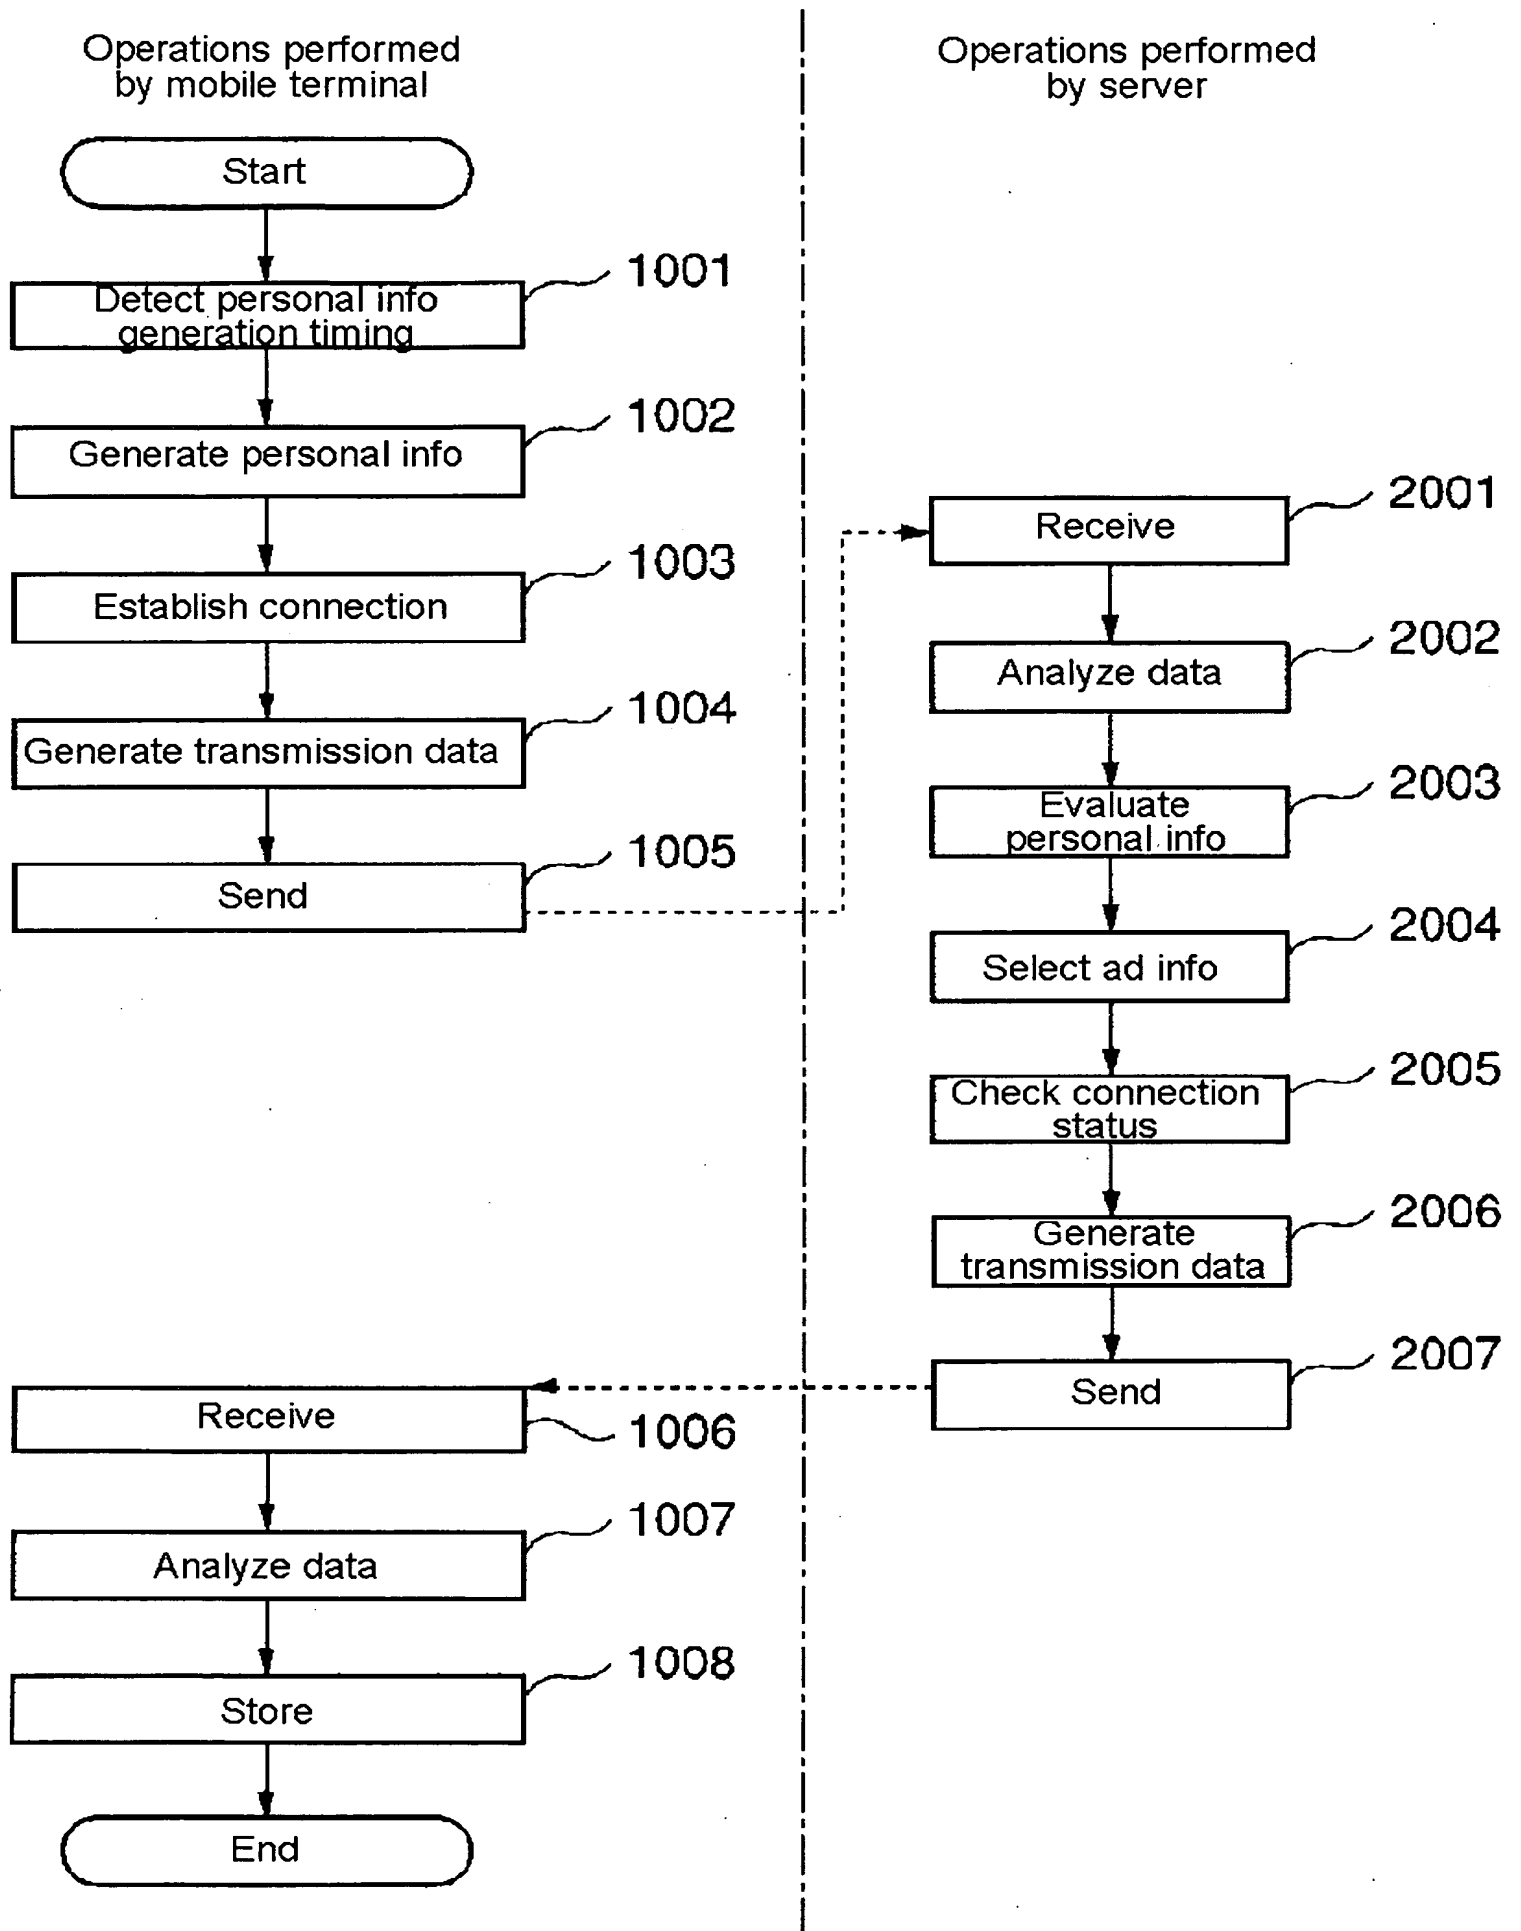 Operations performed
by mobile terminal
Start
1001
Detect personal info
generation timing
1002
Generate personal info
1003
Establish connection
1004
Generate transmission data
1005
Send
1006
Receive
1007
Analyze data
1008
Store
End
Operations performed
by server
2001
Receive
2002
Analyze data
2003
Evaluate
personal info
2004
Select ad info
2005
Check connection
status
2006
Generate
transmission data
2007
Send